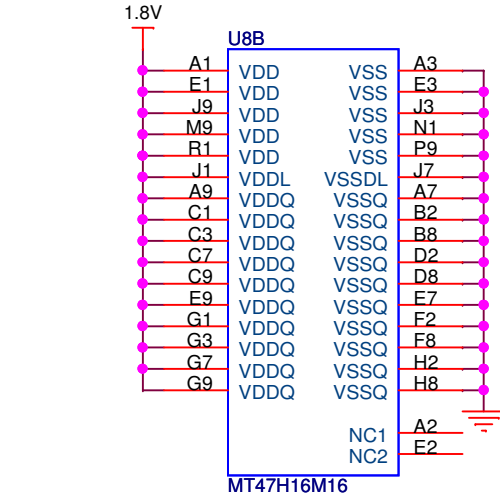 1.8V
U8B
A1 VDD VSS A3
E1 VDD VSS E3
J9 VDD VSS J3
M9 VDD VSS N1
R1 VDD VSS P9
J1 VDDL VSSDL J7
A9 VDDQ VSSQ A7
C1 VDDQ VSSQ B2
C3 VDDQ VSSQ B8
C7 VDDQ VSSQ D2
C9 VDDQ VSSQ D8
E9 VDDQ VSSQ E7
G1 VDDQ VSSQ F2
G3 VDDQ VSSQ F8
G7 VDDQ VSSQ H2
G9 VDDQ VSSQ H8
NC1 A2
NC2 E2
MT47H16M16